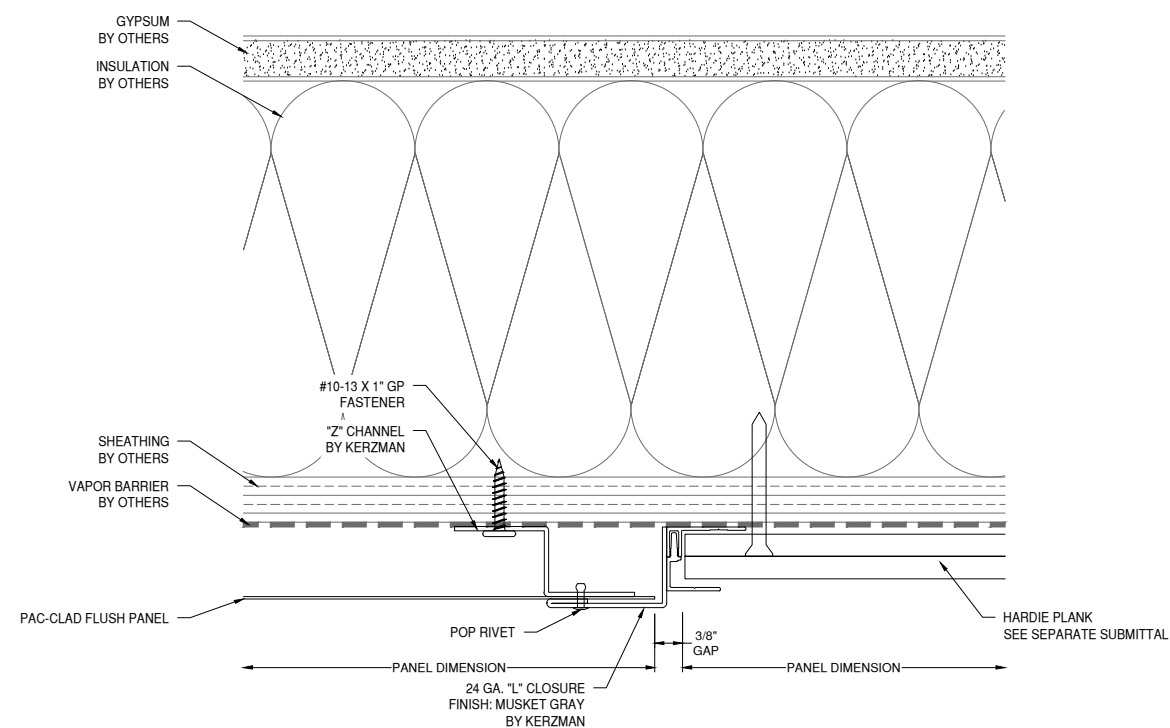 GYPSUM
BY OTHERS
INSULATION
BY OTHERS
#10-13 X 1" GP
FASTENER
"Z" CHANNEL
BY KERZMAN
SHEATHING
BY OTHERS
VAPOR BARRIER
BY OTHERS
PAC-CLAD FLUSH PANEL
POP RIVET
3/8"
GAP
HARDIE PLANK
SEE SEPARATE SUBMITTAL
PANEL DIMENSION
PANEL DIMENSION
24 GA. "L" CLOSURE
FINISH: MUSKET GRAY
BY KERZMAN